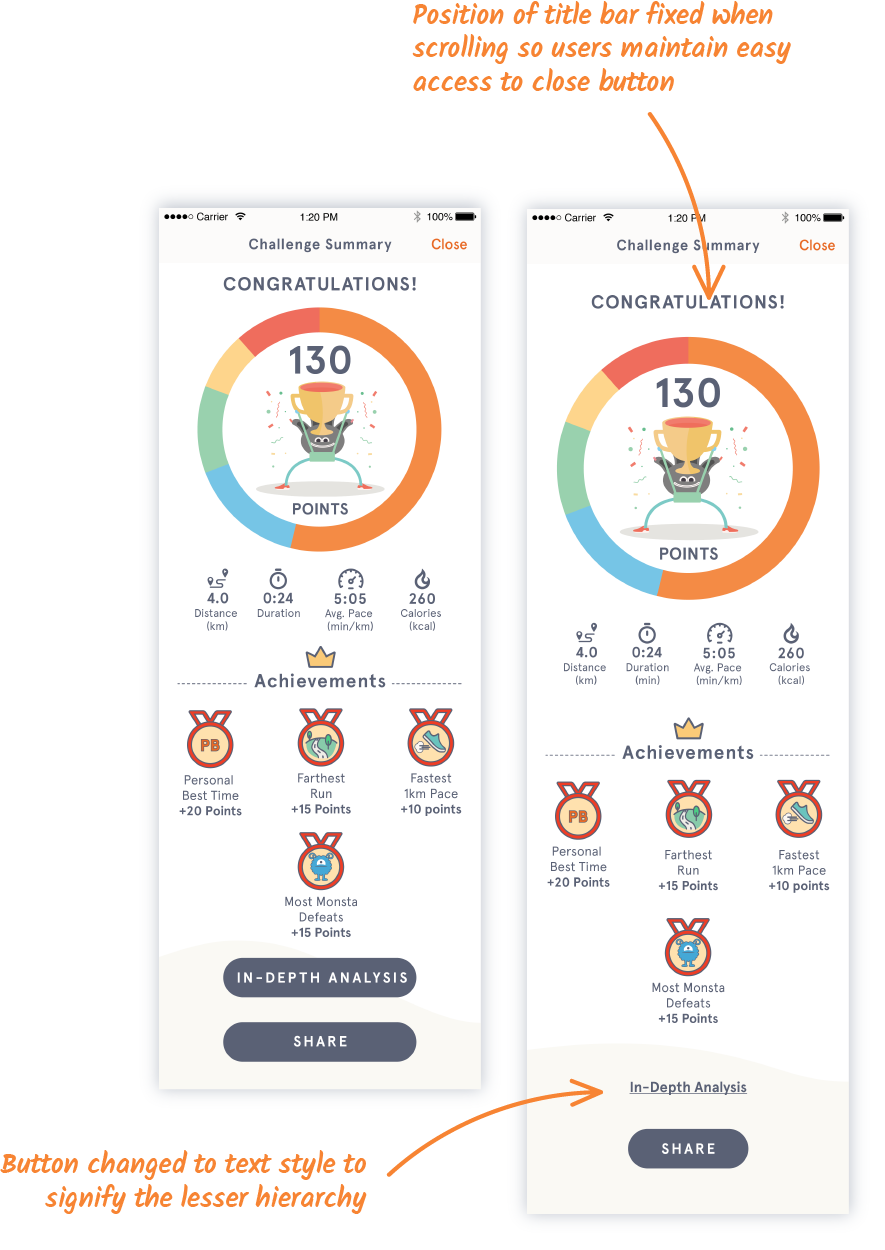 Position of title bar fixed when
scrolling so users maintain easy
access to close button
Carrier 1:20 PM 100%
Challenge Summary Close
CONGRATULATIONS!
130
POINTS
4.0 0:24 5:05 260
Distance Duration Avg. Pace Calories
(km) (min/km) (kcal)
Achievements
PB
Personal Farthest Fastest
Best Time Run 1km Pace
+20 Points +15 Points +10 points
Most Monsta
Defeats
+15 Points
IN-DEPTH ANALYSIS
SHARE
Carrier 1:20 PM 100%
Challenge Summary Close
CONGRATULATIONS!
130
POINTS
4.0 0:24 5:05 260
Distance Duration Avg. Pace Calories
(km) (min) (min/km) (kcal)
Achievements
PB
Personal Farthest Fastest
Best Time Run 1km Pace
+20 Points +15 Points +10 points
Most Monsta
Defeats
+15 Points
In-Depth Analysis
SHARE
Button changed to text style to
signify the lesser hierarchy